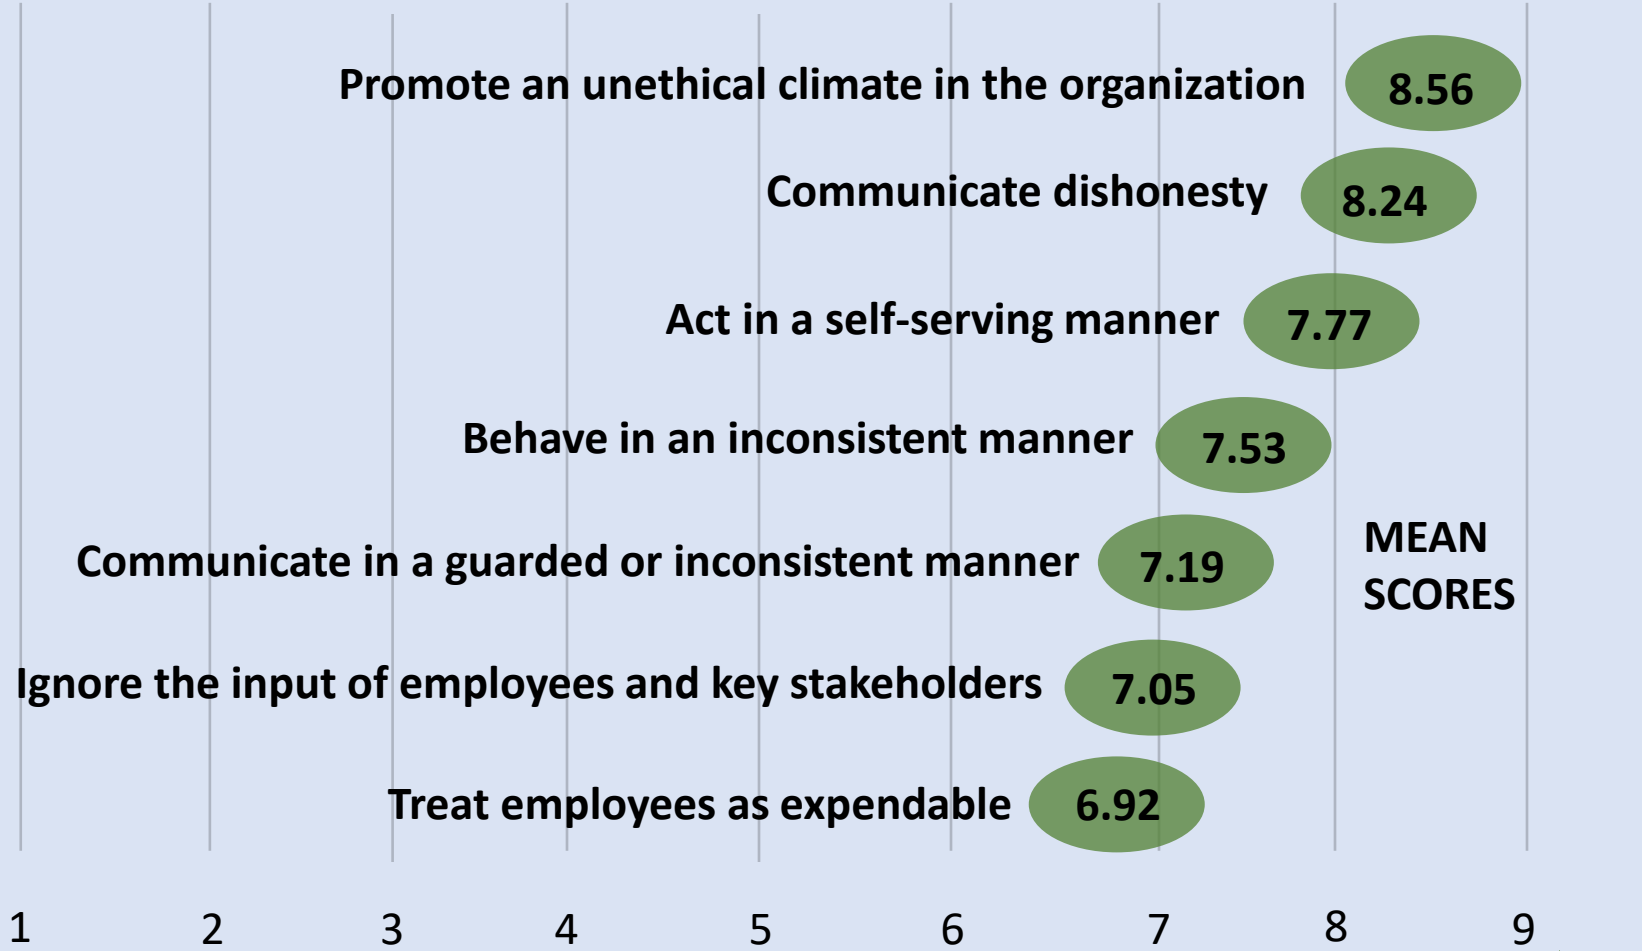 Promote an unethical climate in the organization 8.56
Communicate dishonesty 8.24
Act in a self-serving manner 7.77
Behave in an inconsistent manner 7.53
Communicate in a guarded or inconsistent manner 7.19
MEAN
SCORES
Ignore the input of employees and key stakeholders 7.05
Treat employees as expendable 6.92
1 2 3 4 5 6 7 8 9